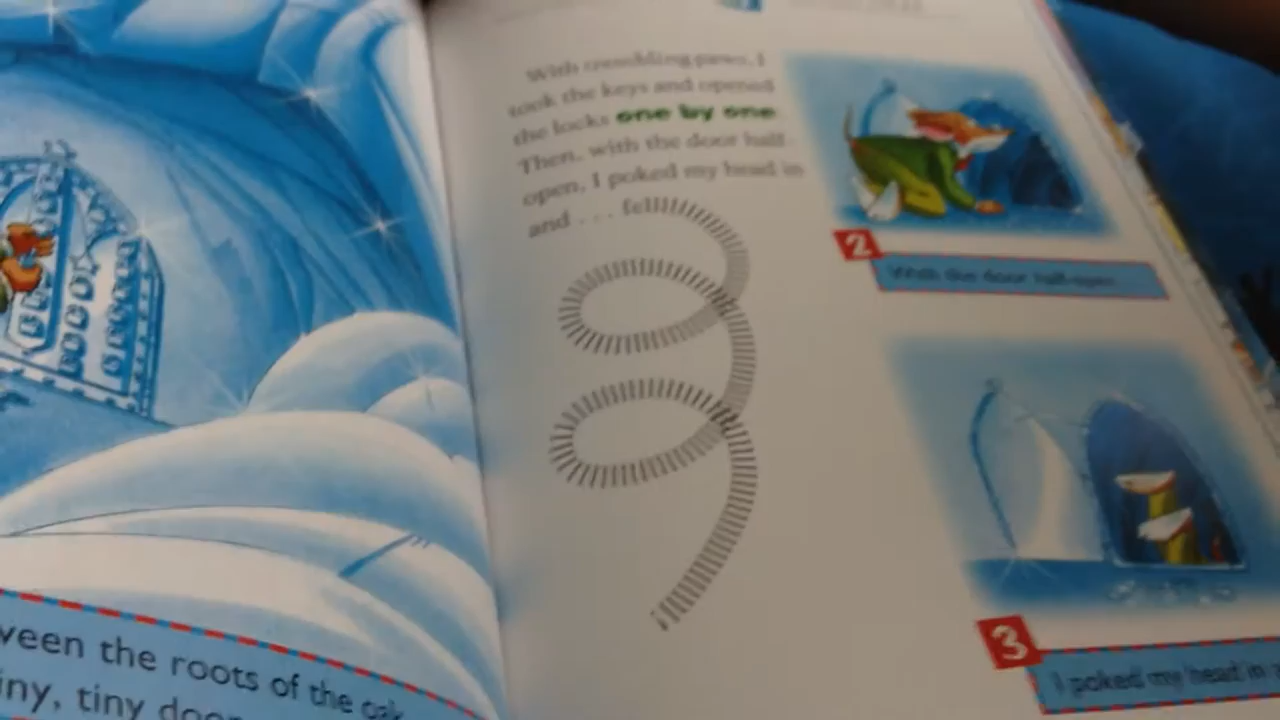 ween the roots of the oak
iny, tiny door
With trembling paws, I
took the keys and opened
the locks one by one.
Then, with the door half
open, I poked my head in
and . . . fell
2
With the door half-open
3
I poked my head in a